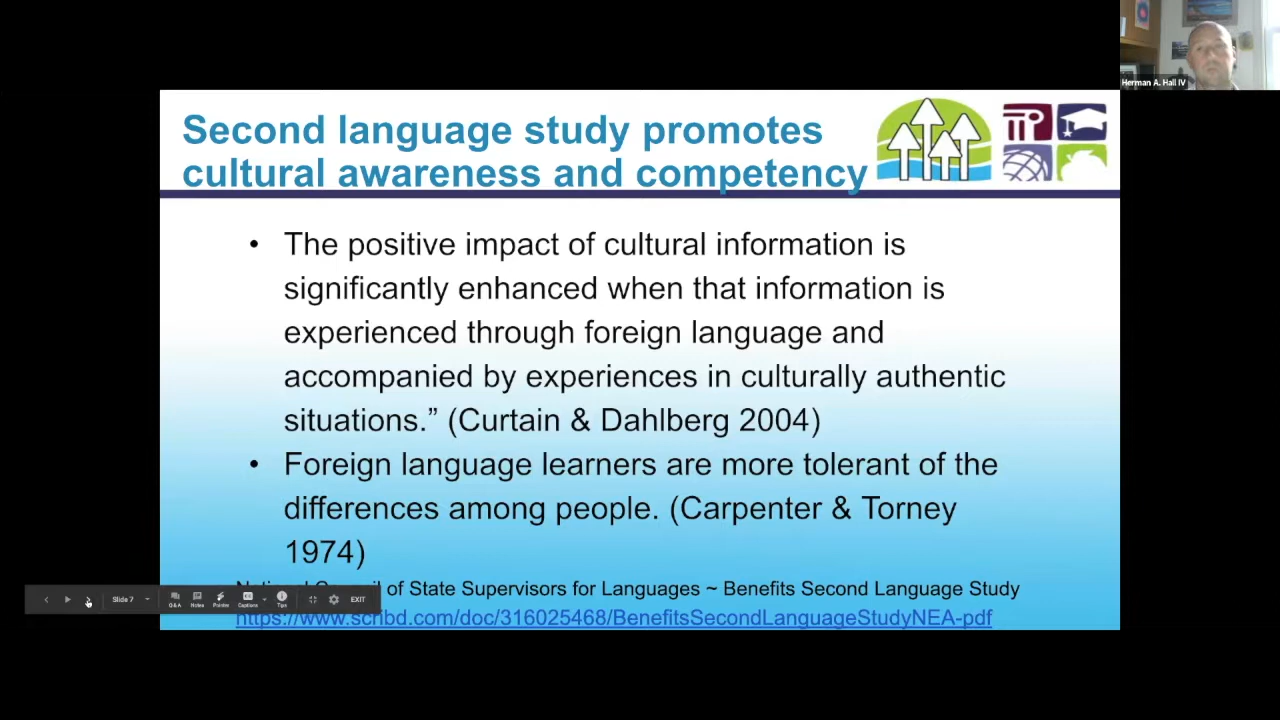 Herman A. Hall IV
Second language study promotes
cultural awareness and competency
• The positive impact of cultural information is
significantly enhanced when that information is
experienced through foreign language and
accompanied by experiences in culturally authentic
situations.” (Curtain & Dahlberg 2004)
• Foreign language learners are more tolerant of the
differences among people. (Carpenter & Torney
1974)
of State Supervisors for Languages ~ Benefits Second Language Study
https://www.scribd.com/doc/316025468/BenefitsSecondLanguageStudyNEA-pdf
Slide 7
Q&A Notes Pointer Captions Tips EXIT